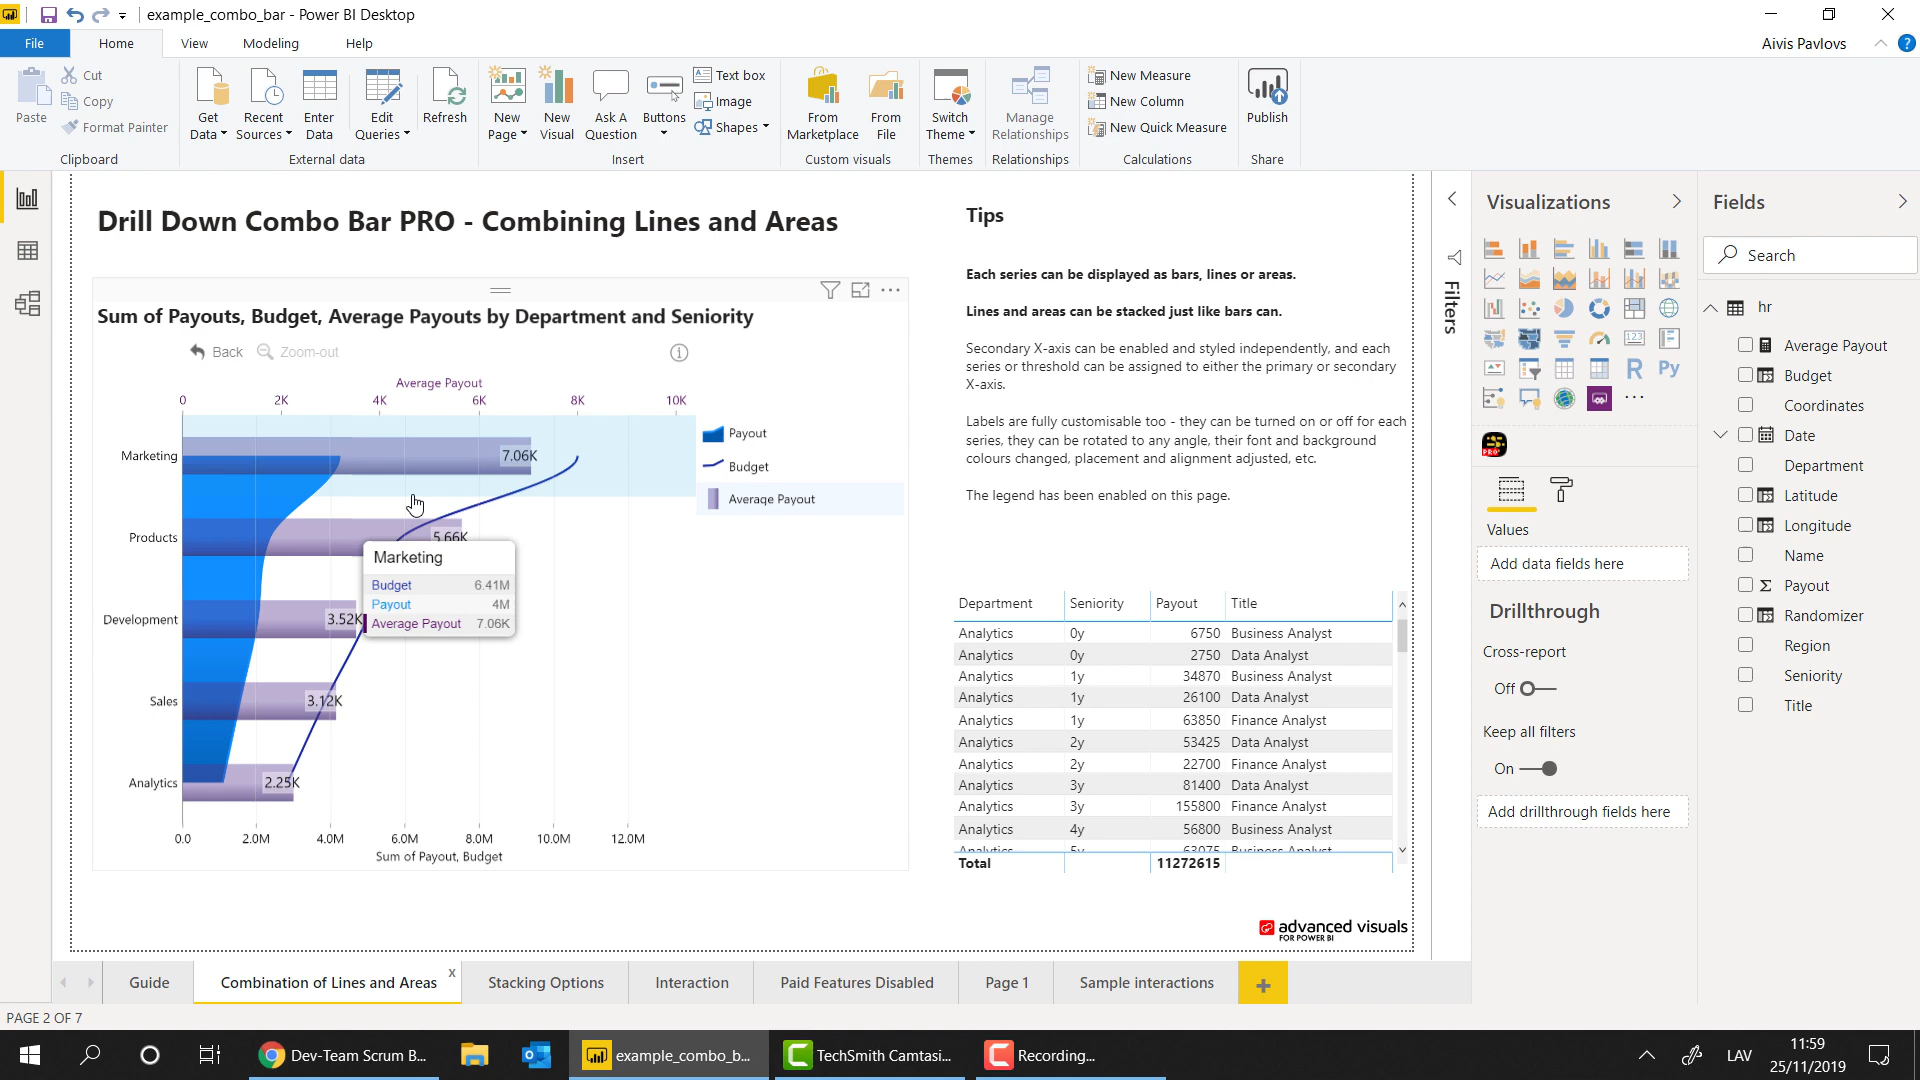 example_combo_bar - Power BI Desktop
File
Home
View
Modeling
Help
Aivis Pavlovs
?
Paste
Cut
Copy
Format Painter
Clipboard
Get Data
Recent Sources
Enter Data
Edit Queries
Refresh
External data
New Page
New Visual
Ask A Question
Buttons
Text box
Image
Shapes
Insert
From Marketplace
From File
Custom visuals
Switch Theme
Themes
Manage Relationships
Relationships
New Measure
New Column
New Quick Measure
Calculations
Publish
Share
Drill Down Combo Bar PRO - Combining Lines and Areas
Sum of Payouts, Budget, Average Payouts by Department and Seniority
Back
Zoom-out
Average Payout
0 2K 4K 6K 8K 10K
Marketing
7.06K
Products
5.66K
Development
3.52K
Sales
3.12K
Analytics
2.25K
0.0 2.0M 4.0M 6.0M 8.0M 10.0M 12.0M
Sum of Payout, Budget
Payout
Budget
Average Payout
Marketing
Budget 6.41M
Payout 4M
Average Payout 7.06K
Tips
Each series can be displayed as bars, lines or areas.
Lines and areas can be stacked just like bars can.
Secondary X-axis can be enabled and styled independently, and each
series or threshold can be assigned to either the primary or secondary
X-axis.
Labels are fully customisable too - they can be turned on or off for each
series, they can be rotated to any angle, their font and background
colours changed, placement and alignment adjusted, etc.
The legend has been enabled on this page.
Department Seniority Payout Title
Analytics 0y 6750 Business Analyst
Analytics 0y 2750 Data Analyst
Analytics 1y 34870 Business Analyst
Analytics 1y 26100 Data Analyst
Analytics 1y 63850 Finance Analyst
Analytics 2y 53425 Data Analyst
Analytics 2y 22700 Finance Analyst
Analytics 3y 81400 Data Analyst
Analytics 3y 155800 Finance Analyst
Analytics 4y 56800 Business Analyst
Analytics 5y 63075 Business Analyst
Total 11272615
advanced visuals
FOR POWER BI
Filters
Visualizations
123
R
Py
PRO
Values
Add data fields here
Drillthrough
Cross-report
Off
Keep all filters
On
Add drillthrough fields here
Fields
Search
hr
Average Payout
Budget
Coordinates
Date
Department
Latitude
Longitude
Name
Payout
Randomizer
Region
Seniority
Title
Guide
Combination of Lines and Areas
x
Stacking Options
Interaction
Paid Features Disabled
Page 1
Sample interactions
+
PAGE 2 OF 7
Dev-Team Scrum B...
example_combo_b...
TechSmith Camtasi...
Recording...
LAV
11:59
25/11/2019